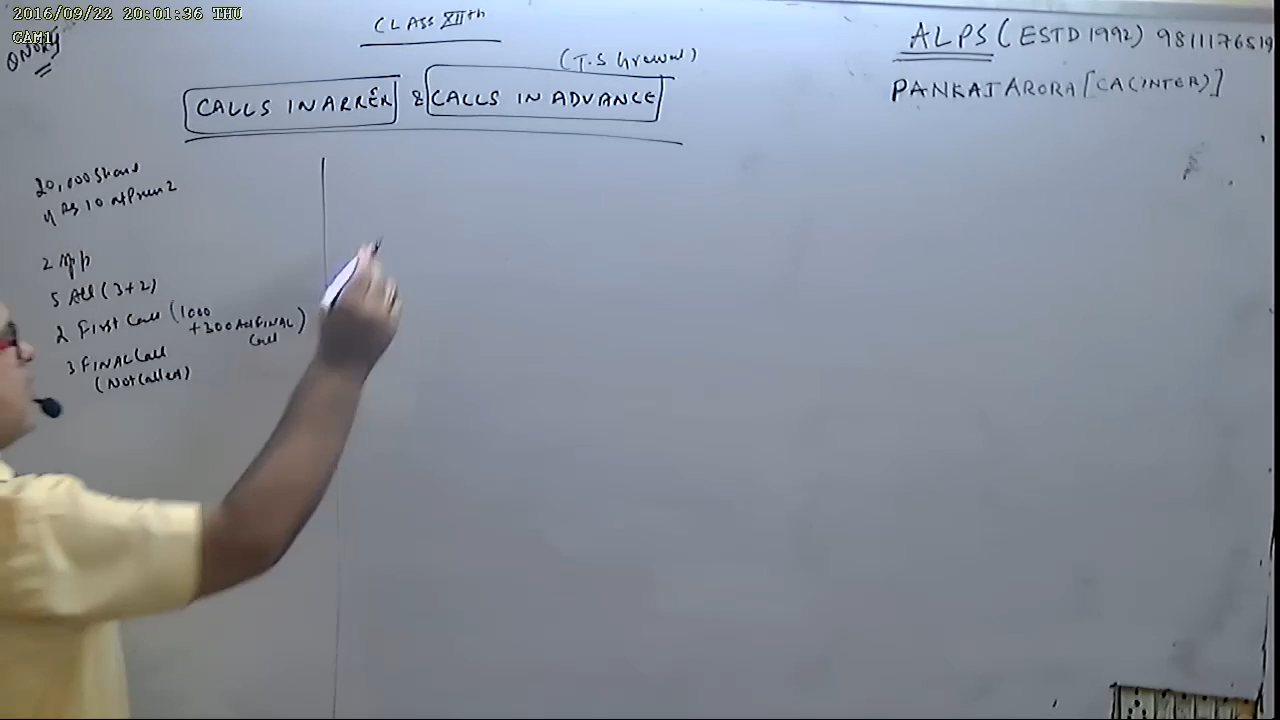 2016/09/22 20:01:36 THU
CAM1
CLASS XIIth
(T.S Grewal)
CALLS IN ARRER & CALLS IN ADVANCE
ALPS (ESTD 1992) 9811176519
PANKAJ ARORA [CA(INTER)]
20,000 Share
of Rs 10 at Prem 2
2 App
5 All (3+2)
2 First Call (1000
+300 Adv FINAL)
Call
3 FINAL Call
(Not Called)